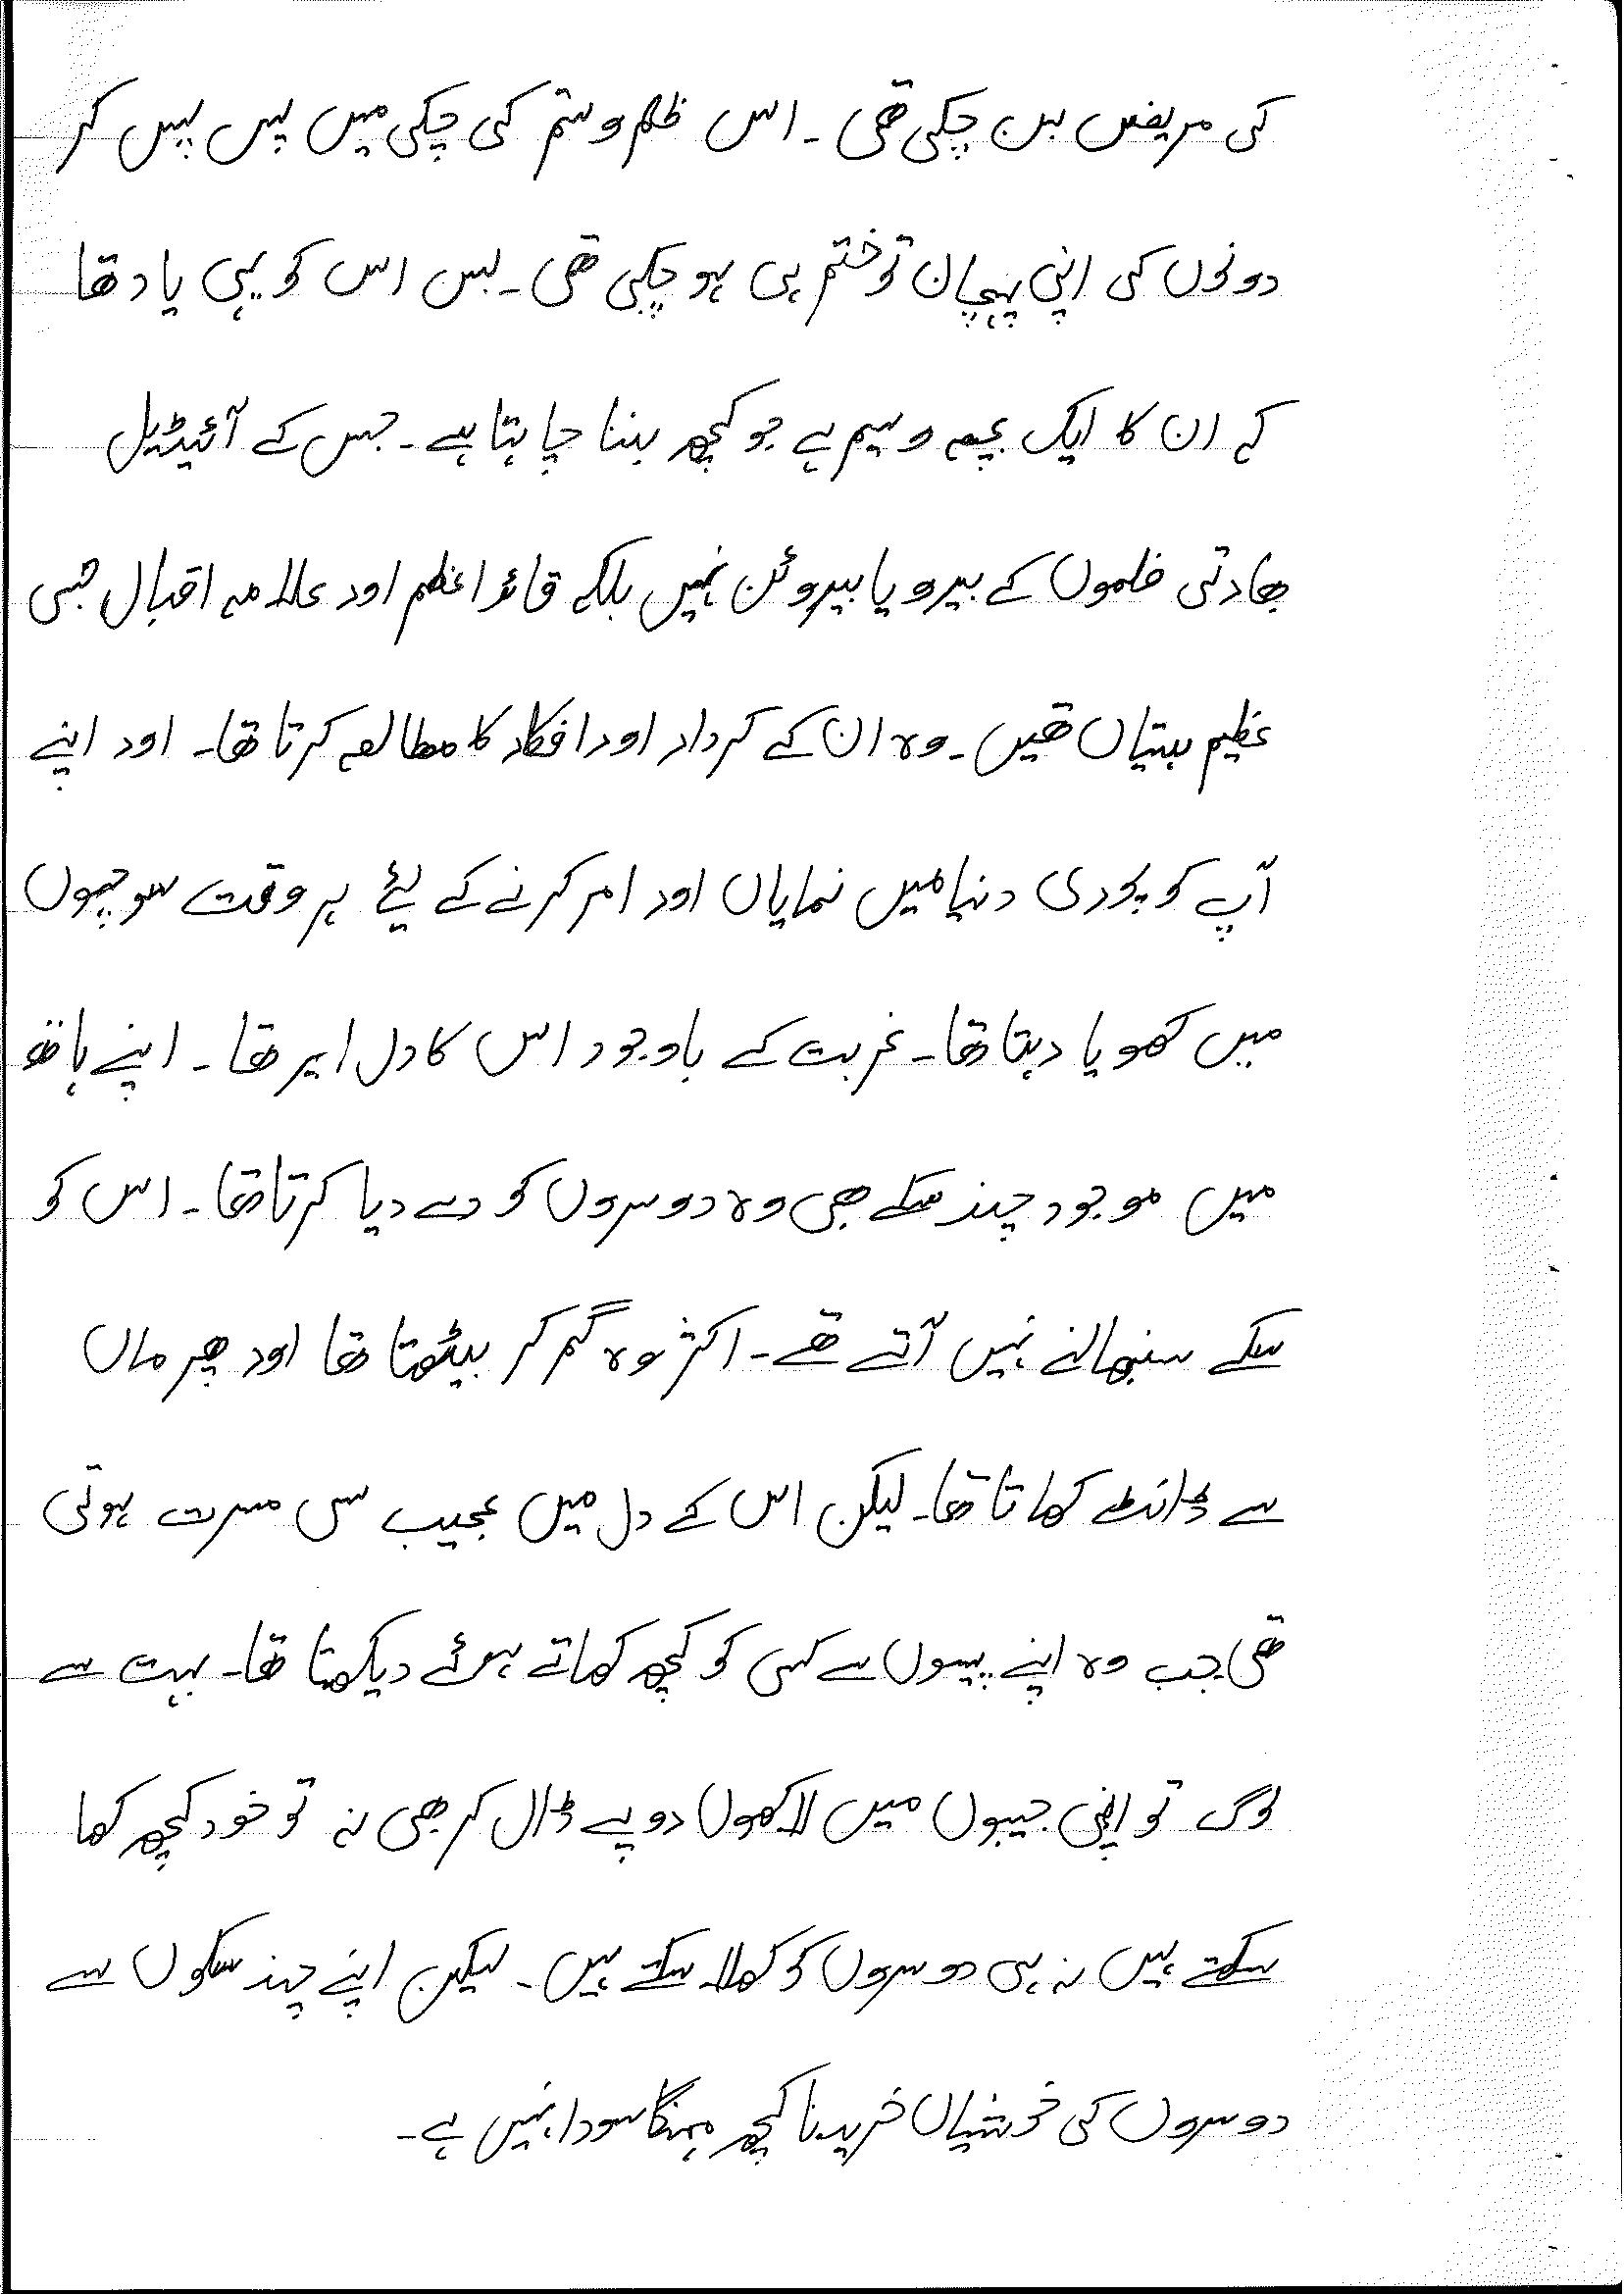 کی مریض بن چکی تھی ۔ اس ظلم و ستم کی چکی میں پس پس کر
دونوں کی اپنی پہچان تو ختم ہی ہو چکی تھی ۔ بس اس کو یہی یاد تھا
کہ ان کا ایک بچہ وسیم ہے جو کچھ بننا چاہتا ہے ۔ جس کے آئیڈیل
بھارتی فلموں کے ہیرو یا ہیروئن نہیں بلکہ قائد اعظم اور علامہ اقبال جیسی
عظیم ہستیاں تھیں ۔ وہ ان کے کردار اور افکار کا مطالعہ کرتا تھا ۔ اور اپنے
آپ کو پوری دنیا میں نمایاں اور امر کرنے کے لیئے ہر وقت سوچوں
میں کھویا رہتا تھا ۔ غربت کے باوجود اس کا دل امیر تھا ۔ اپنے ہاتھ
میں موجود چند سکے بھی وہ دوسروں کو دے دیا کرتا تھا ۔ اس کو
سکے سنبھالنے نہیں آتے تھے ۔ اکثر وہ گم کر بیٹھتا تھا اور پھر ماں
سے ڈانٹ کھاتا تھا ۔ لیکن اس کے دل میں عجیب سی مسرت ہوتی
تھی جب وہ اپنے پیسوں سے کسی کو کچھ کھاتے ہوئے دیکھتا تھا ۔ بہت سے
لوگ تو اپنی جیبوں میں لاکھوں روپے ڈال کر بھی نہ تو خود کچھ کھا
سکتے ہیں نہ ہی دوسروں کو کھلا سکتے ہیں ۔ لیکن اپنے چند سکوں سے
دوسروں کی خوشیاں خریدنا کچھ مہنگا سودا نہیں ہے ۔